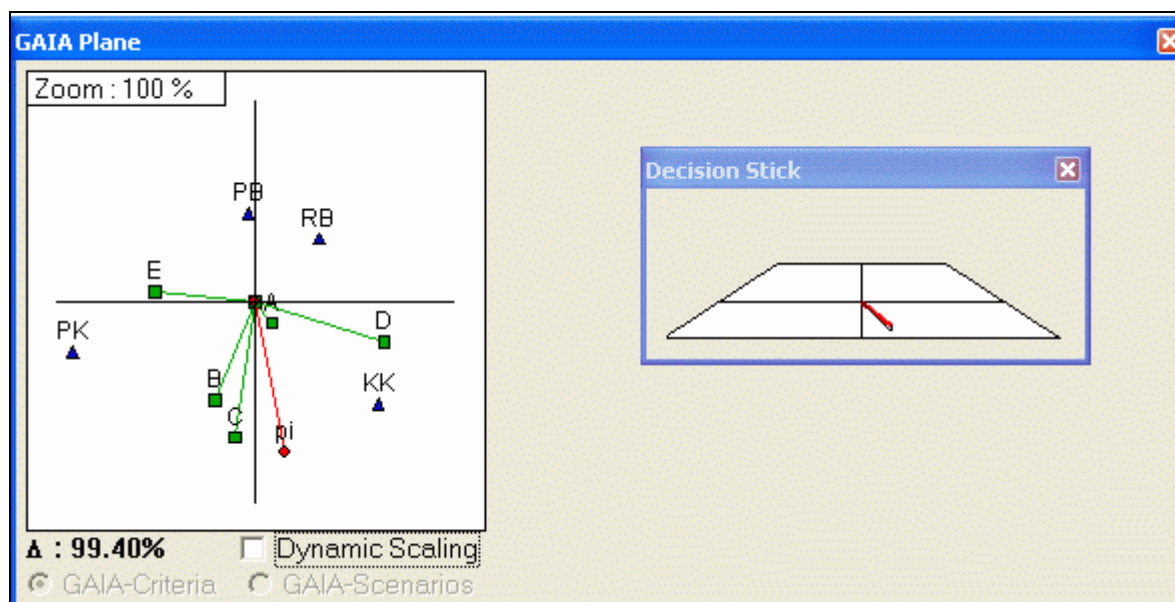 GAIA Plane
Zoom : 100 %
PB
RB
E
A
D
PK
B
KK
C
pi
Decision Stick
Δ : 99.40%
Dynamic Scaling
GAIA-Criteria
GAIA-Scenarios